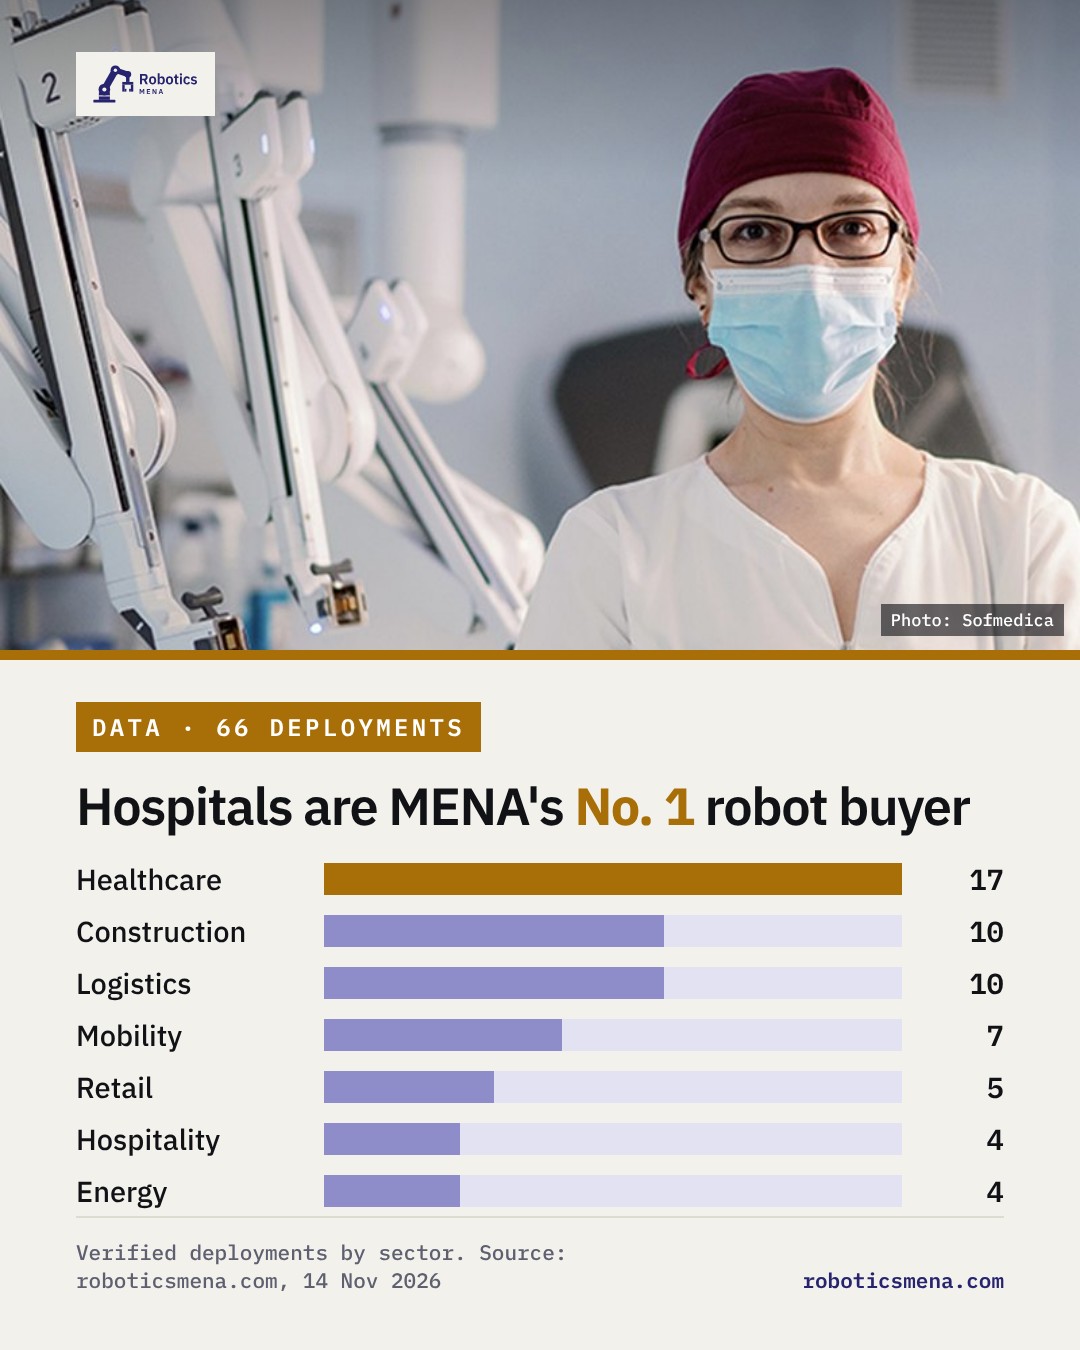 2
Robotics
MENA
3
Photo: Sofmedica
DATA · 66 DEPLOYMENTS
Hospitals are MENA's No. 1 robot buyer
Healthcare 17
Construction 10
Logistics 10
Mobility 7
Retail 5
Hospitality 4
Energy 4
Verified deployments by sector. Source:
roboticsmena.com, 14 Nov 2026
roboticsmena.com